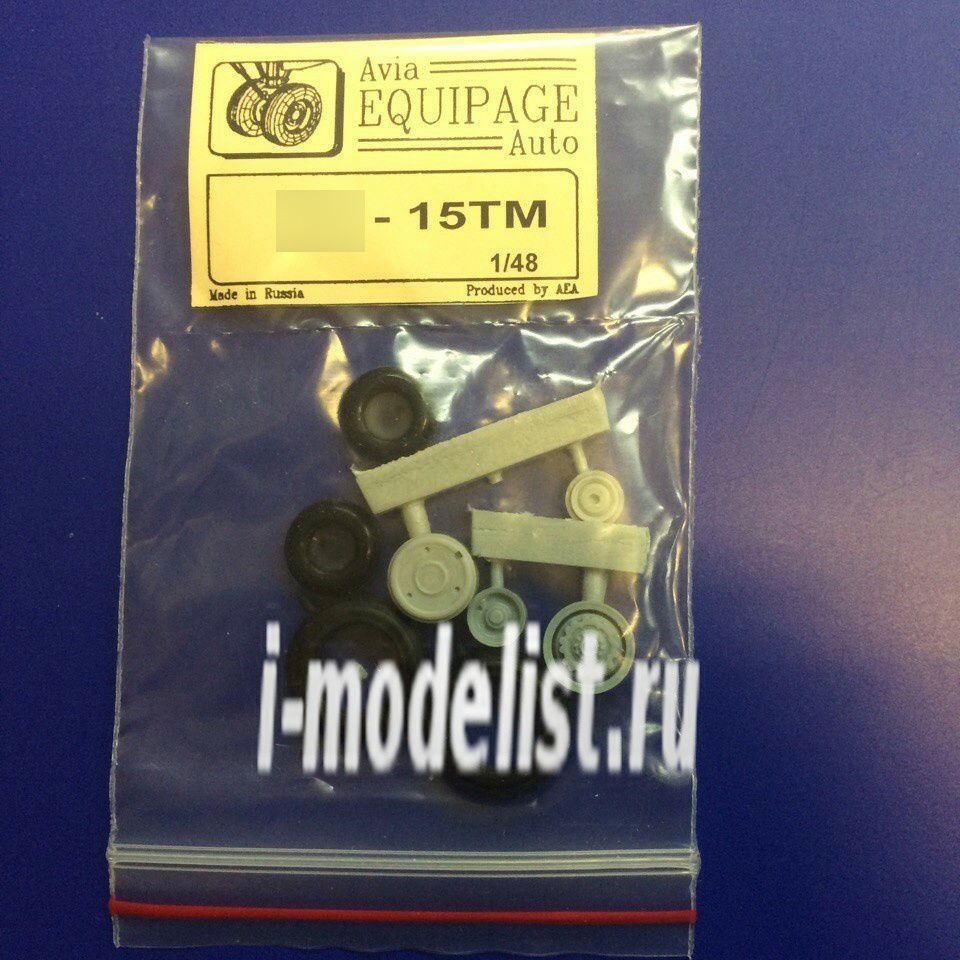 Avia
EQUIPAGE
Auto
- 15TM
1/48
Made in Russia
Produced by AEA
i-modelist.ru